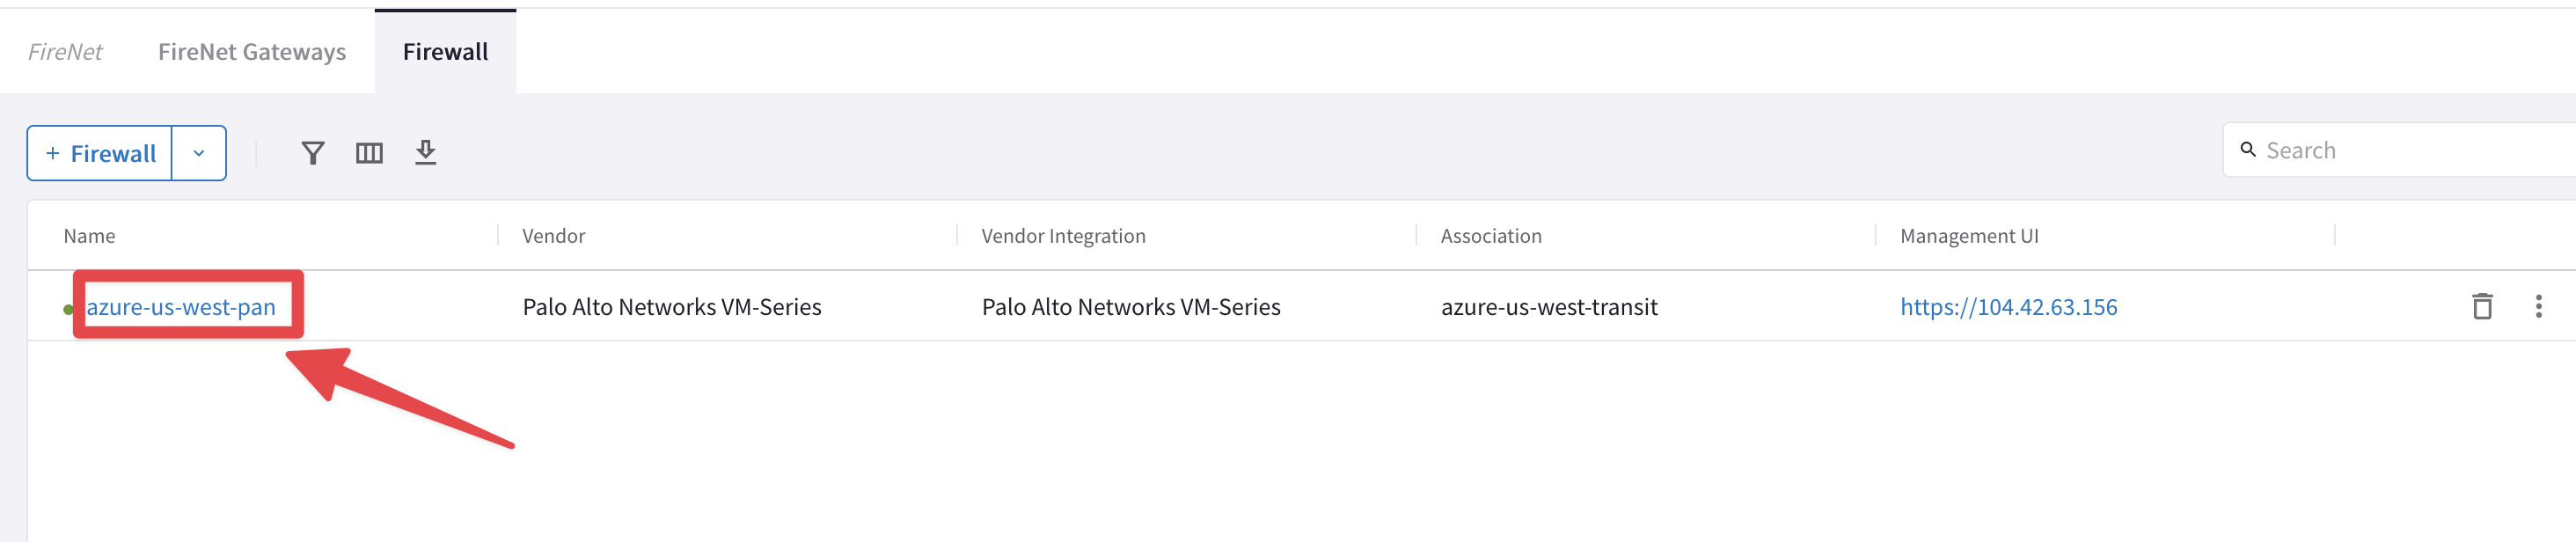 FireNet FireNet Gateways Firewall
+ Firewall Search
Name Vendor Vendor Integration Association Management UI
azure-us-west-pan Palo Alto Networks VM-Series Palo Alto Networks VM-Series azure-us-west-transit https://104.42.63.156